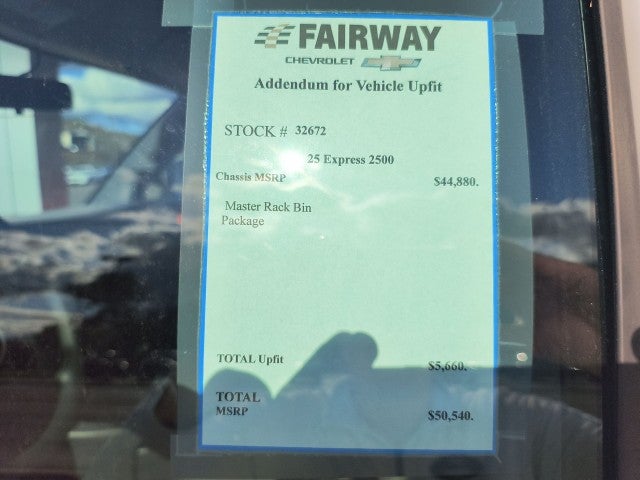 FAIRWAY
CHEVROLET
Addendum for Vehicle Upfit
STOCK # 32672
25 Express 2500
Chassis MSRP $44,880.
Master Rack Bin
Package
TOTAL Upfit $5,660.
TOTAL
MSRP $50,540.